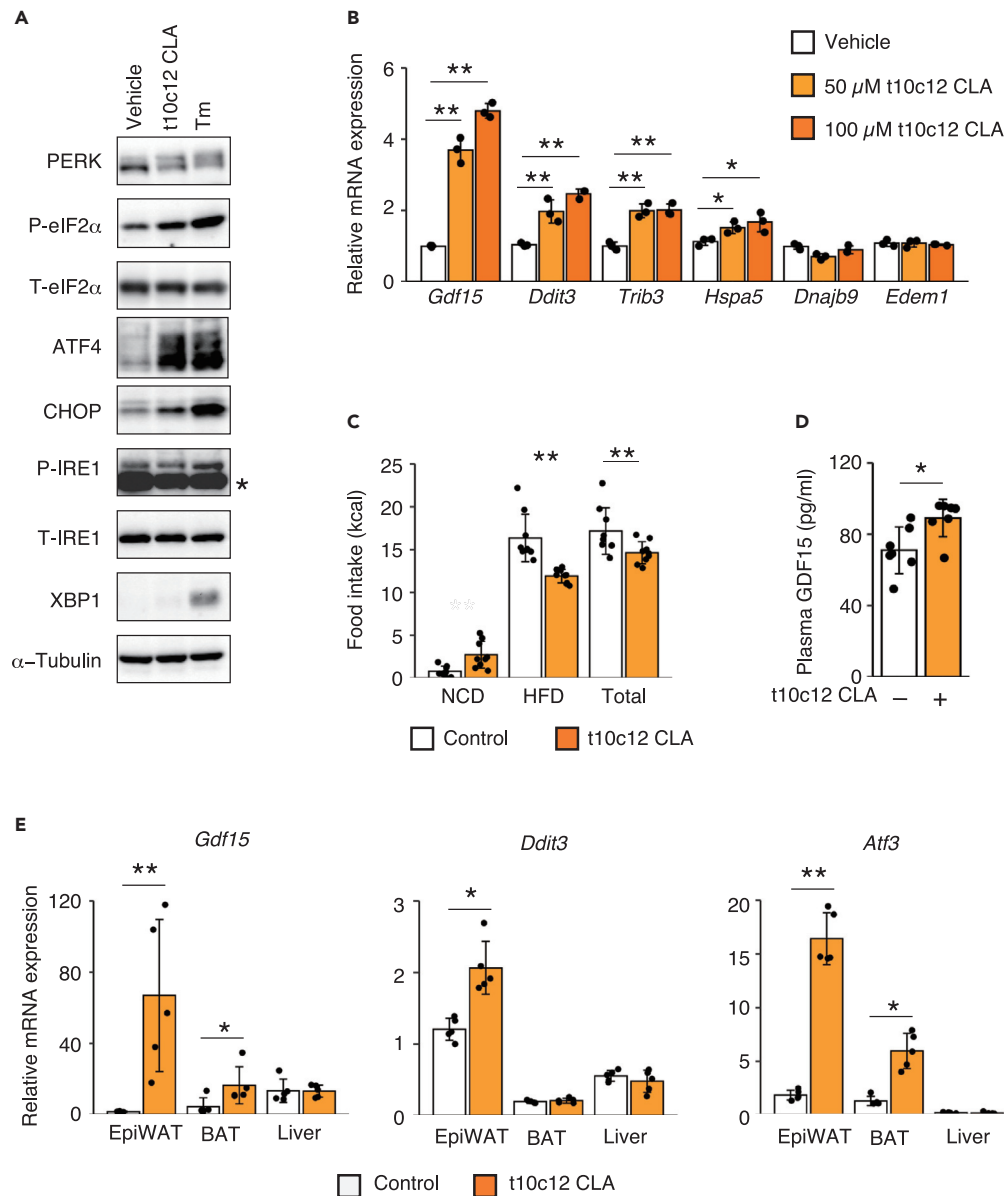 A
Vehicle
t10c12 CLA
Tm
PERK
P-eIF2α
T-eIF2α
ATF4
CHOP
P-IRE1
*
T-IRE1
XBP1
α-Tubulin
B
Vehicle
50 μM t10c12 CLA
100 μM t10c12 CLA
Relative mRNA expression
6
4
2
0
**
**
**
**
**
**
*
*
Gdf15 Ddit3 Trib3 Hspa5 Dnajb9 Edem1
C
Food intake (kcal)
25
20
15
10
5
0
**
**
**
NCD HFD Total
Control t10c12 CLA
D
Plasma GDF15 (pg/ml)
120
80
40
0
*
t10c12 CLA − +
E
Gdf15
Relative mRNA expression
120
80
40
0
**
*
EpiWAT BAT Liver
Ddit3
3
2
1
0
*
EpiWAT BAT Liver
Atf3
20
15
10
5
0
**
*
EpiWAT BAT Liver
Control t10c12 CLA